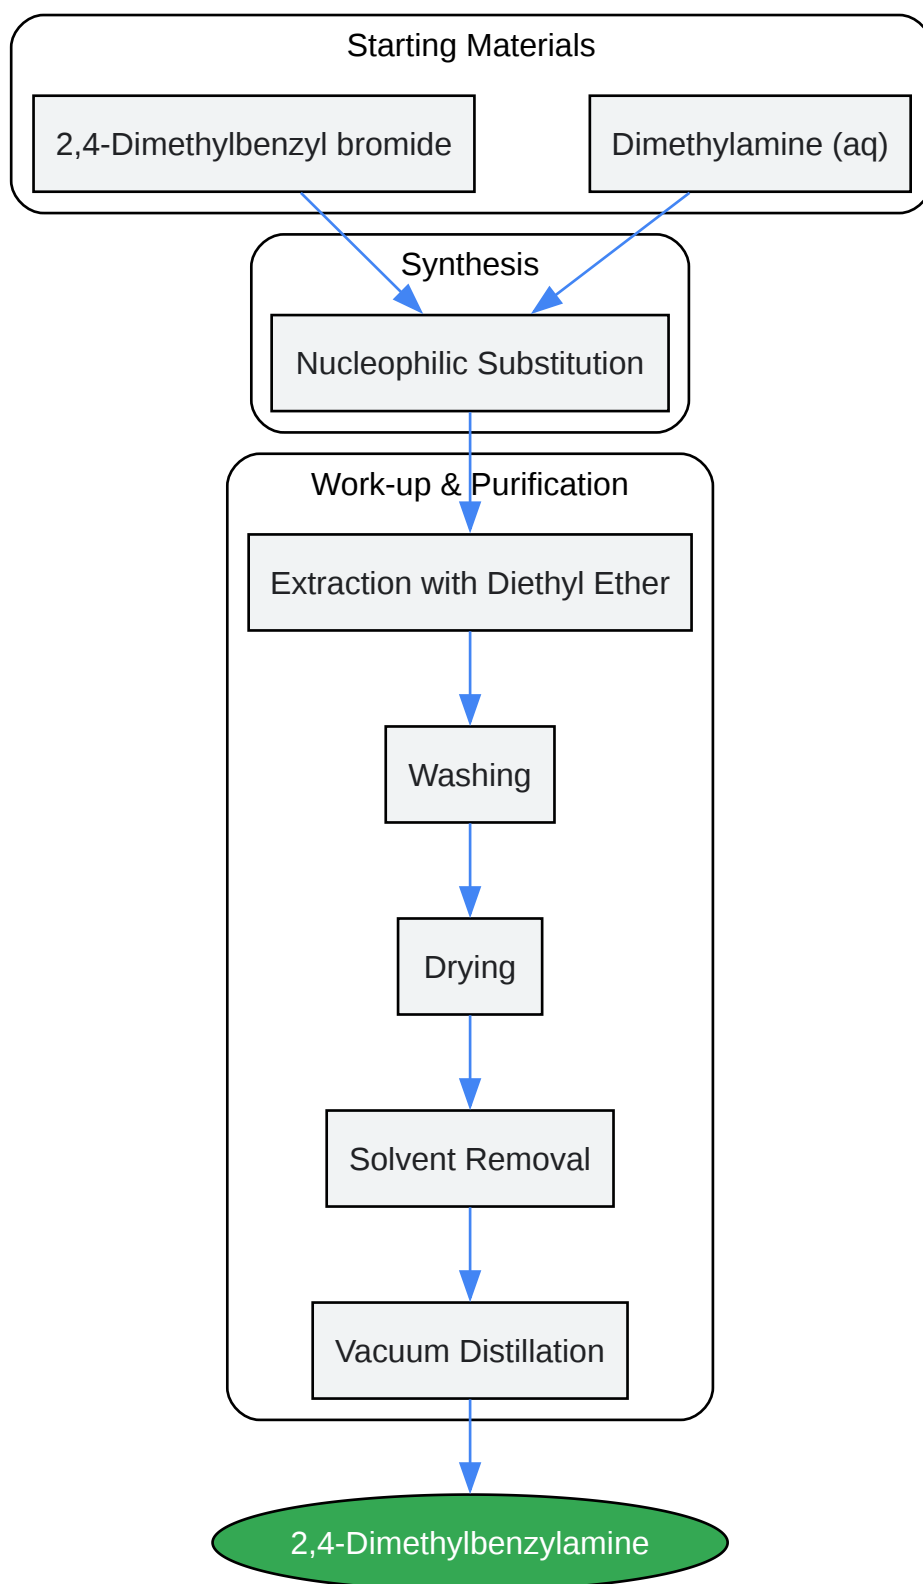 Starting Materials
2,4-Dimethylbenzyl bromide
Dimethylamine (aq)
Synthesis
Nucleophilic Substitution
Work-up & Purification
Extraction with Diethyl Ether
Washing
Drying
Solvent Removal
Vacuum Distillation
2,4-Dimethylbenzylamine